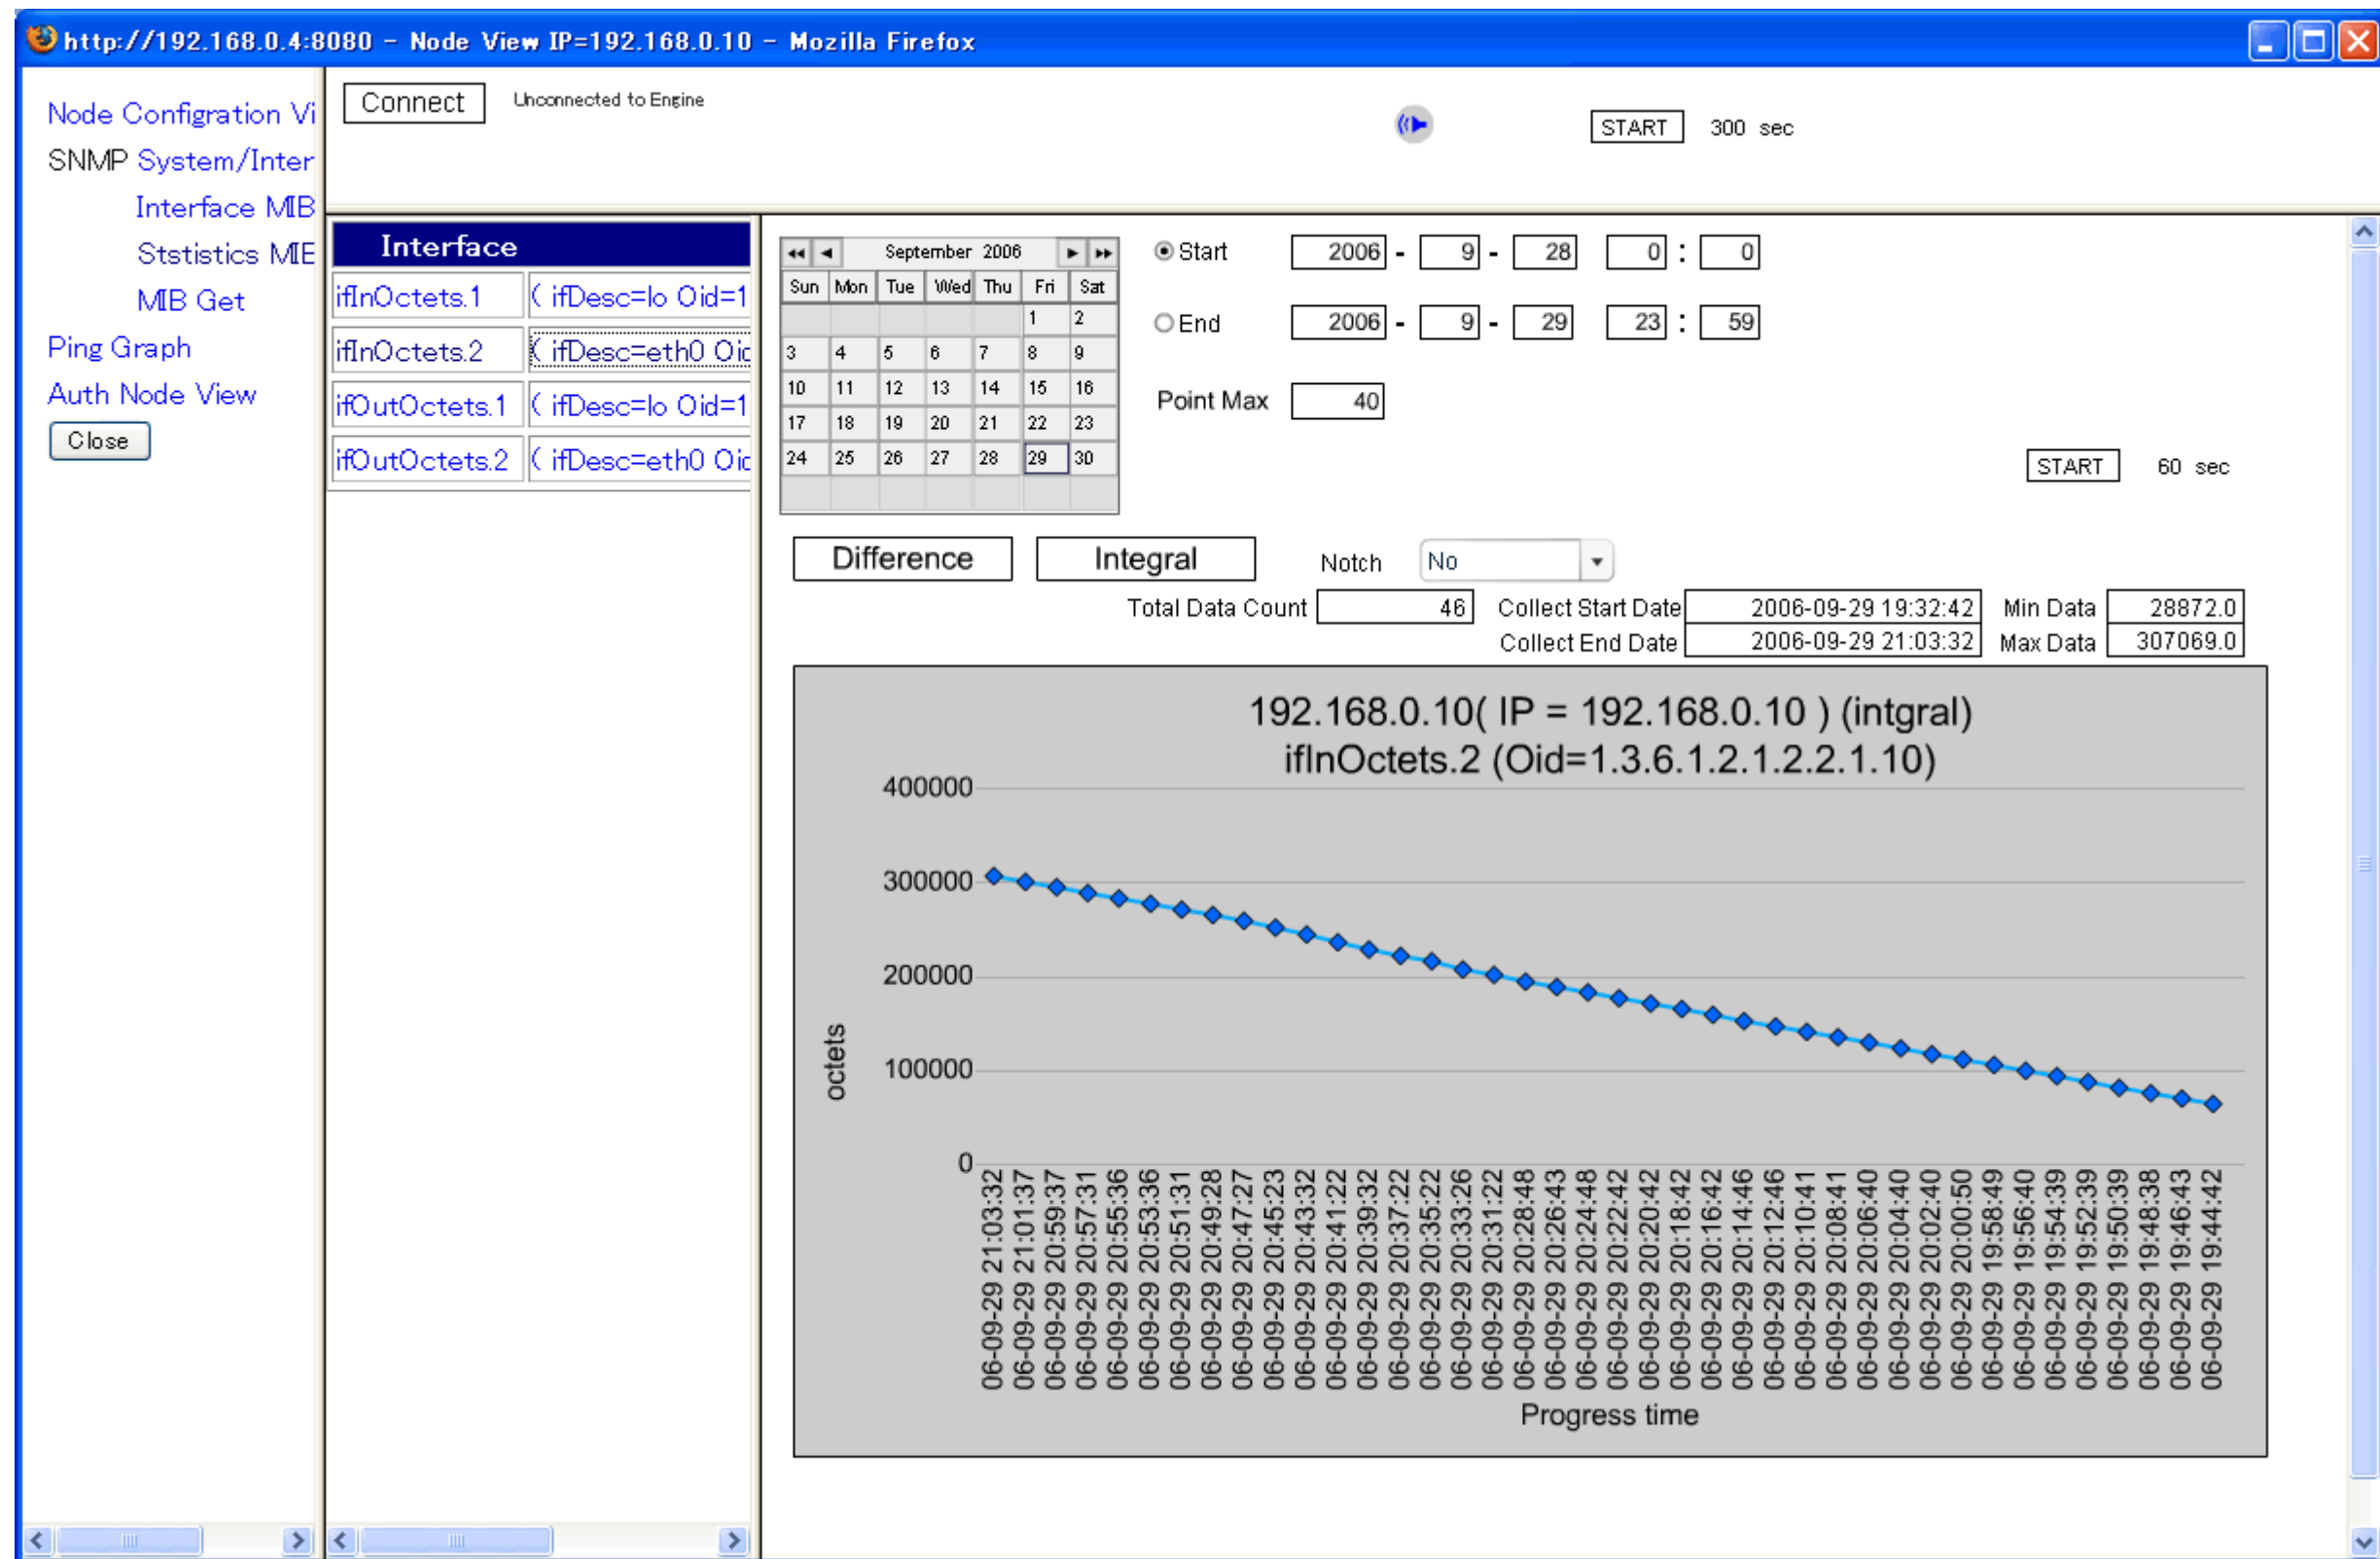 http://192.168.0.4:8080 - Node View IP=192.168.0.10 - Mozilla Firefox
Node Configration Vi
SNMP System/Inter
Interface MIB
Ststistics MIE
MIB Get
Ping Graph
Auth Node View
Close
Connect Unconnected to Engine
START 300 sec
Interface
ifInOctets.1 ( ifDesc=lo Oid=1
ifInOctets.2 ( ifDesc=eth0 Oid
ifOutOctets.1 ( ifDesc=lo Oid=1
ifOutOctets.2 ( ifDesc=eth0 Oid
September 2006
Sun Mon Tue Wed Thu Fri Sat
1 2
3 4 5 6 7 8 9
10 11 12 13 14 15 16
17 18 19 20 21 22 23
24 25 26 27 28 29 30
Start 2006 - 9 - 28 0 : 0
End 2006 - 9 - 29 23 : 59
Point Max 40
START 60 sec
Difference Integral Notch No
Total Data Count 46 Collect Start Date 2006-09-29 19:32:42 Min Data 28872.0
Collect End Date 2006-09-29 21:03:32 Max Data 307069.0
192.168.0.10( IP = 192.168.0.10 ) (intgral)
ifInOctets.2 (Oid=1.3.6.1.2.1.2.2.1.10)
400000
300000
200000
100000
0
octets
06-09-29 21:03:32
06-09-29 21:01:37
06-09-29 20:59:37
06-09-29 20:57:31
06-09-29 20:55:36
06-09-29 20:53:36
06-09-29 20:51:31
06-09-29 20:49:28
06-09-29 20:47:27
06-09-29 20:45:23
06-09-29 20:43:32
06-09-29 20:41:22
06-09-29 20:39:32
06-09-29 20:37:22
06-09-29 20:35:22
06-09-29 20:33:26
06-09-29 20:31:22
06-09-29 20:28:48
06-09-29 20:26:43
06-09-29 20:24:48
06-09-29 20:22:42
06-09-29 20:20:42
06-09-29 20:18:42
06-09-29 20:16:42
06-09-29 20:14:46
06-09-29 20:12:46
06-09-29 20:10:41
06-09-29 20:08:41
06-09-29 20:06:40
06-09-29 20:04:40
06-09-29 20:02:40
06-09-29 20:00:50
06-09-29 19:58:49
06-09-29 19:56:40
06-09-29 19:54:39
06-09-29 19:52:39
06-09-29 19:50:39
06-09-29 19:48:38
06-09-29 19:46:43
06-09-29 19:44:42
Progress time